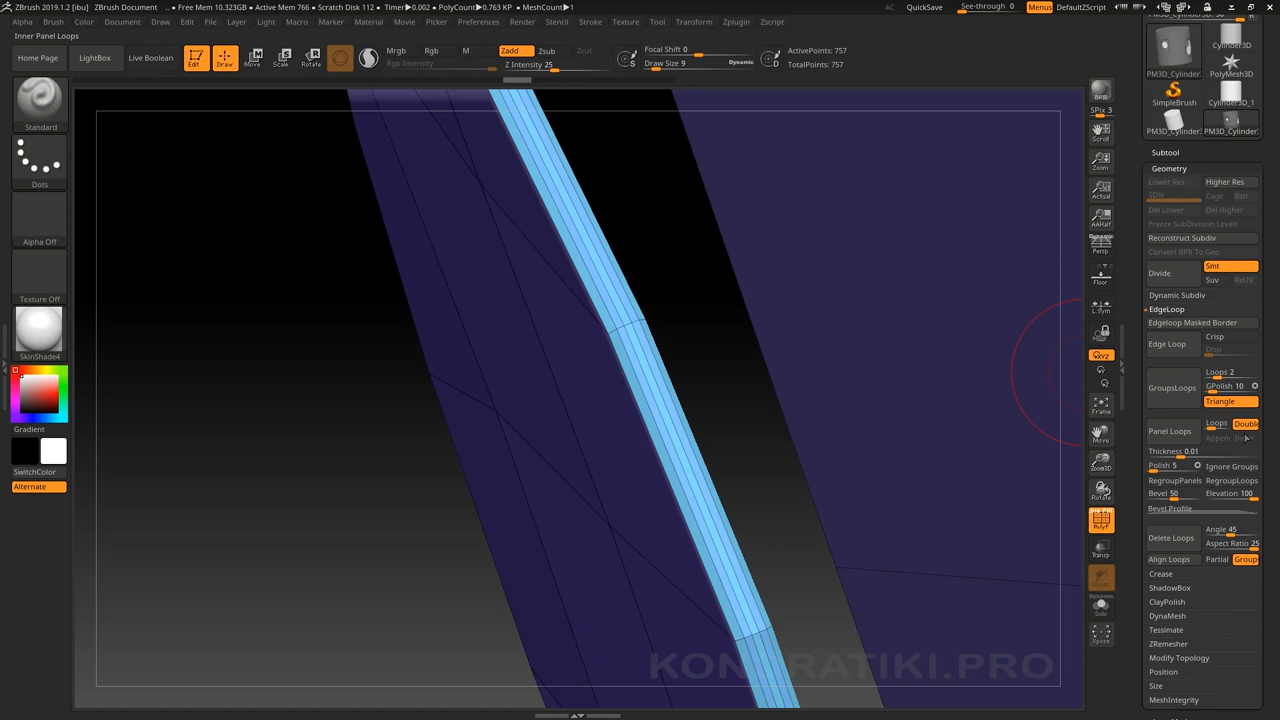 ZBrush 2019.1.2 [ibu] ZBrush Document .. • Free Mem 10.323GB • Active Mem 766 • Scratch Disk 112 • Timer▶0.002 • PolyCount▶0.763 KP • MeshCount▶1 AC QuickSave See-through 0 Menus DefaultZScript
Alpha Brush Color Document Draw Edit File Layer Light Macro Marker Material Movie Picker Preferences Render Stencil Stroke Texture Tool Transform Zplugin Zscript
Inner Panel Loops
Home Page LightBox Live Boolean Edit Draw Move Scale Rotate
Mrgb Rgb M
Rgb Intensity
Zadd Zsub Zcut
Z Intensity 25
Focal Shift 0
Draw Size 9 Dynamic
ActivePoints: 757
TotalPoints: 757
Standard
Dots
Alpha Off
Texture Off
SkinShade4
Gradient
SwitchColor
Alternate
KONDRATIKI.PRO
BPR
SPix 3
Scroll
Zoom
Actual
AAHalf
Dynamic
Persp
Floor
L.Sym
XYZ
Frame
Move
Zoom3D
Rotate
PolyF
Transp
Dynamic
Solo
Xpose
PM3D_Cylinder
Cylinder3D
PolyMesh3D
SimpleBrush
Cylinder3D_1
PM3D_Cylinder
PM3D_Cylinder
Subtool
Geometry
Lower Res Higher Res
SDiv Cage Rstr
Del Lower Del Higher
Freeze SubDivision Levels
Reconstruct Subdiv
Convert BPR To Geo
Divide Smt
Suv ReUV
Dynamic Subdiv
EdgeLoop
Edgeloop Masked Border
Edge Loop Crisp
GroupsLoops Loops 2
GPolish 10
Triangle
Panel Loops Loops Double
Appen
Thickness 0.01
Polish 5 Ignore Groups
RegroupPanels RegroupLoops
Bevel 50 Elevation 100
Bevel Profile
Delete Loops Angle 45
Aspect Ratio 25
Align Loops Partial Groups
Crease
ShadowBox
ClayPolish
DynaMesh
Tessimate
ZRemesher
Modify Topology
Position
Size
MeshIntegrity